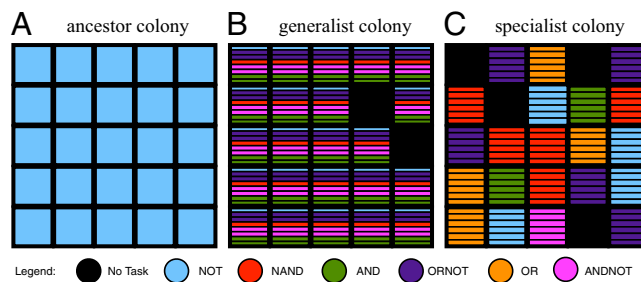 A ancestor colony B generalist colony C specialist colony
Legend: No Task NOT NAND AND ORNOT OR ANDNOT